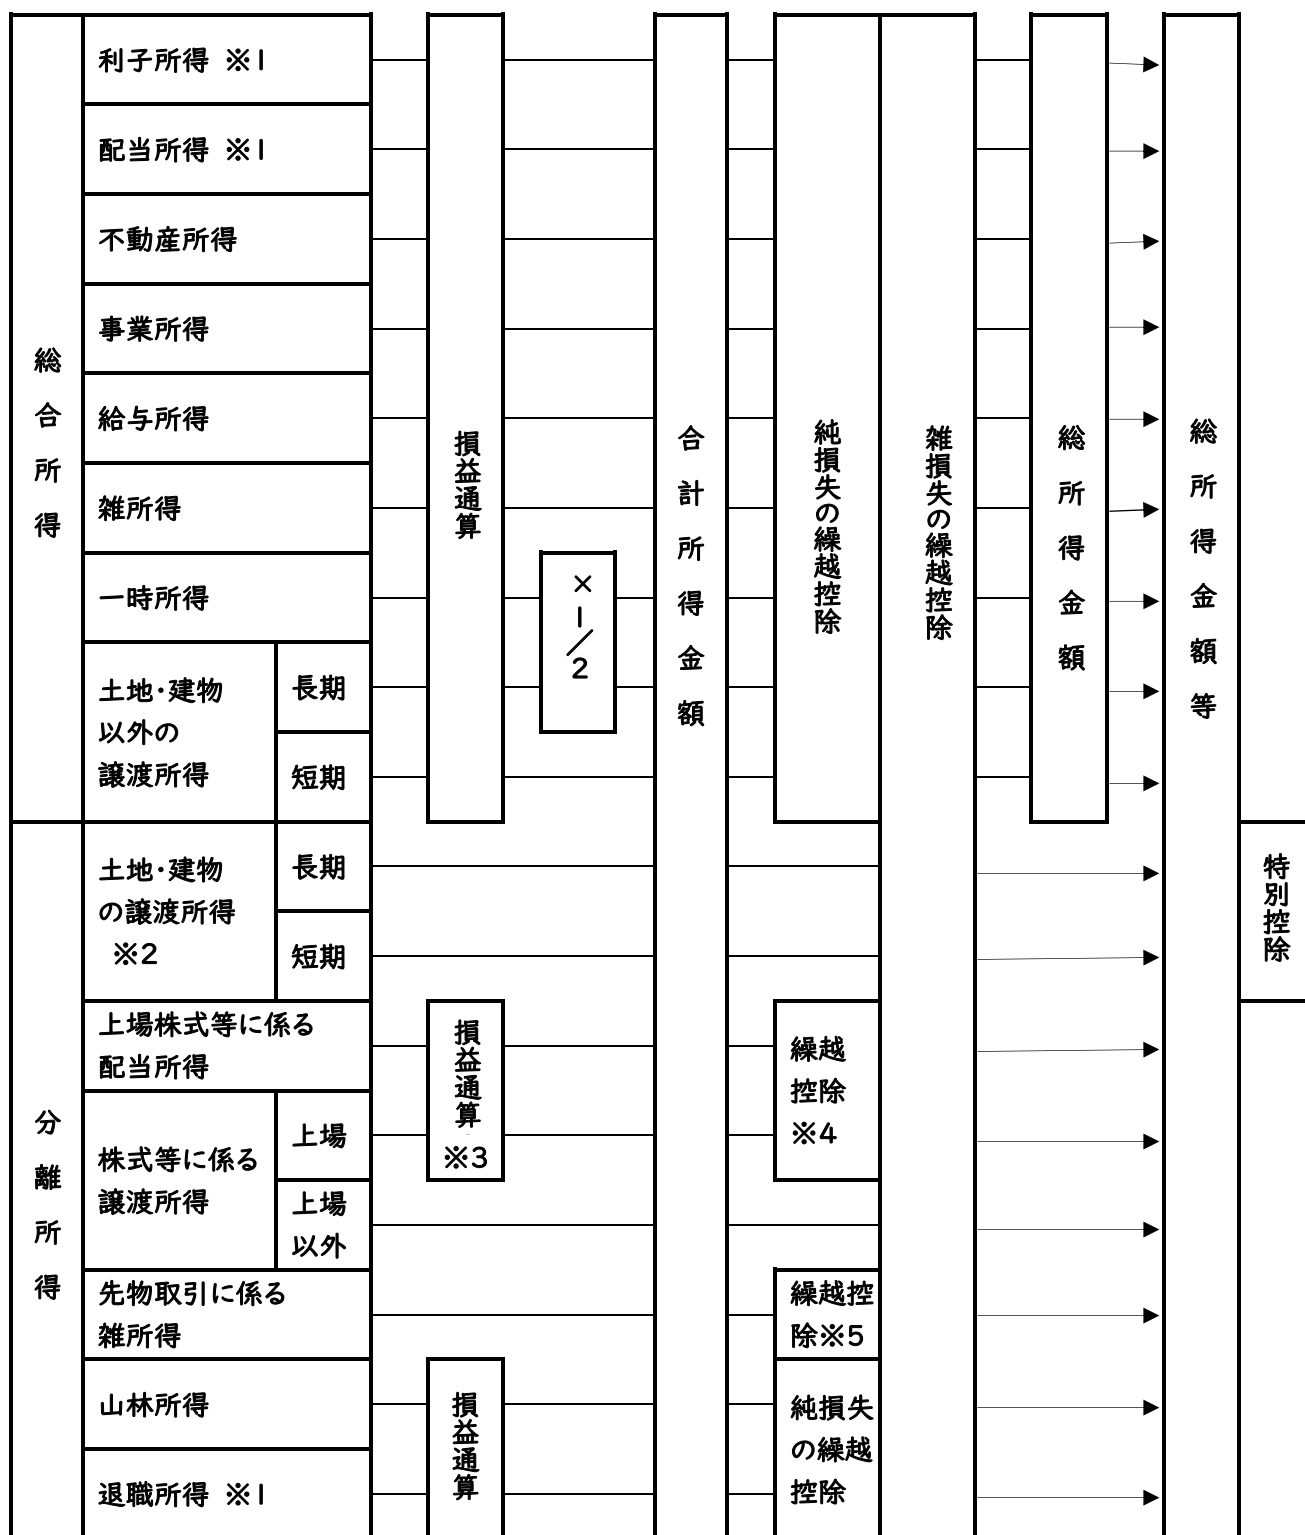 総合所得
利子所得 ※1
配当所得 ※1
不動産所得
事業所得
給与所得
雑所得
一時所得
土地・建物
以外の
譲渡所得
長期
短期
分離所得
土地・建物
の譲渡所得
※2
長期
短期
上場株式等に係る
配当所得
株式等に係る
譲渡所得
上場
上場
以外
先物取引に係る
雑所得
山林所得
退職所得 ※1
損益通算
損益通算
※3
損益通算
×1/2
合計所得金額
純損失の繰越控除
繰越
控除
※4
繰越控
除※5
純損失
の繰越
控除
雑損失の繰越控除
総所得金額
総所得金額等
特別控除